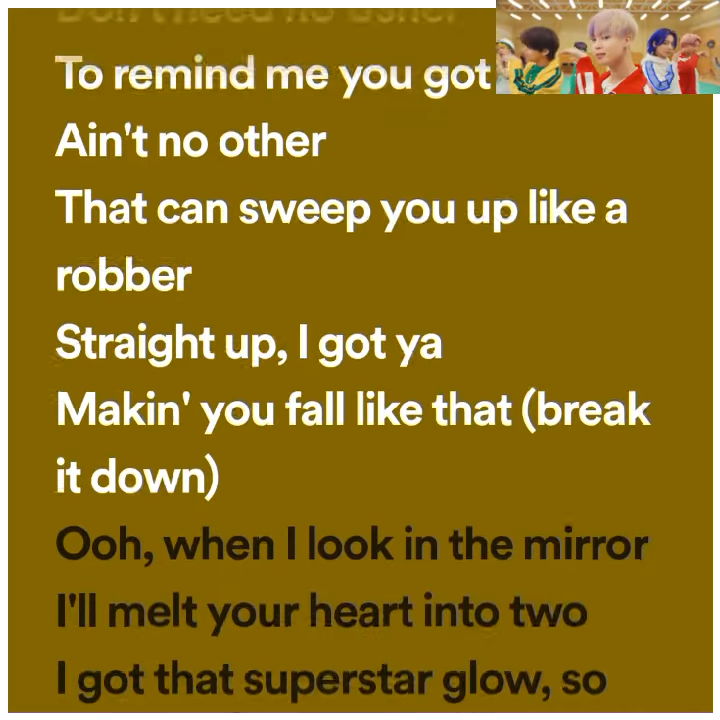 To remind me you got
Ain't no other
That can sweep you up like a
robber
Straight up, I got ya
Makin' you fall like that (break
it down)
Ooh, when I look in the mirror
I'll melt your heart into two
I got that superstar glow, so